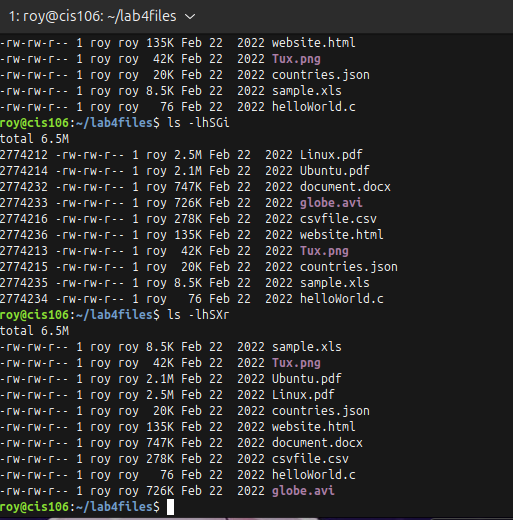 1: roy@cis106: ~/lab4files
-rw-rw-r-- 1 roy roy 135K Feb 22  2022 website.html
-rw-rw-r-- 1 roy roy  42K Feb 22  2022 Tux.png
-rw-rw-r-- 1 roy roy  20K Feb 22  2022 countries.json
-rw-rw-r-- 1 roy roy 8.5K Feb 22  2022 sample.xls
-rw-rw-r-- 1 roy roy   76 Feb 22  2022 helloWorld.c
roy@cis106:~/lab4files$ ls -lhSGi
total 6.5M
2774212 -rw-rw-r-- 1 roy 2.5M Feb 22  2022 Linux.pdf
2774214 -rw-rw-r-- 1 roy 2.1M Feb 22  2022 Ubuntu.pdf
2774232 -rw-rw-r-- 1 roy 747K Feb 22  2022 document.docx
2774233 -rw-rw-r-- 1 roy 726K Feb 22  2022 globe.avi
2774216 -rw-rw-r-- 1 roy 278K Feb 22  2022 csvfile.csv
2774236 -rw-rw-r-- 1 roy 135K Feb 22  2022 website.html
2774213 -rw-rw-r-- 1 roy  42K Feb 22  2022 Tux.png
2774215 -rw-rw-r-- 1 roy  20K Feb 22  2022 countries.json
2774235 -rw-rw-r-- 1 roy 8.5K Feb 22  2022 sample.xls
2774234 -rw-rw-r-- 1 roy   76 Feb 22  2022 helloWorld.c
roy@cis106:~/lab4files$ ls -lhSXr
total 6.5M
-rw-rw-r-- 1 roy roy 8.5K Feb 22  2022 sample.xls
-rw-rw-r-- 1 roy roy  42K Feb 22  2022 Tux.png
-rw-rw-r-- 1 roy roy 2.1M Feb 22  2022 Ubuntu.pdf
-rw-rw-r-- 1 roy roy 2.5M Feb 22  2022 Linux.pdf
-rw-rw-r-- 1 roy roy  20K Feb 22  2022 countries.json
-rw-rw-r-- 1 roy roy 135K Feb 22  2022 website.html
-rw-rw-r-- 1 roy roy 747K Feb 22  2022 document.docx
-rw-rw-r-- 1 roy roy 278K Feb 22  2022 csvfile.csv
-rw-rw-r-- 1 roy roy   76 Feb 22  2022 helloWorld.c
-rw-rw-r-- 1 roy roy 726K Feb 22  2022 globe.avi
roy@cis106:~/lab4files$